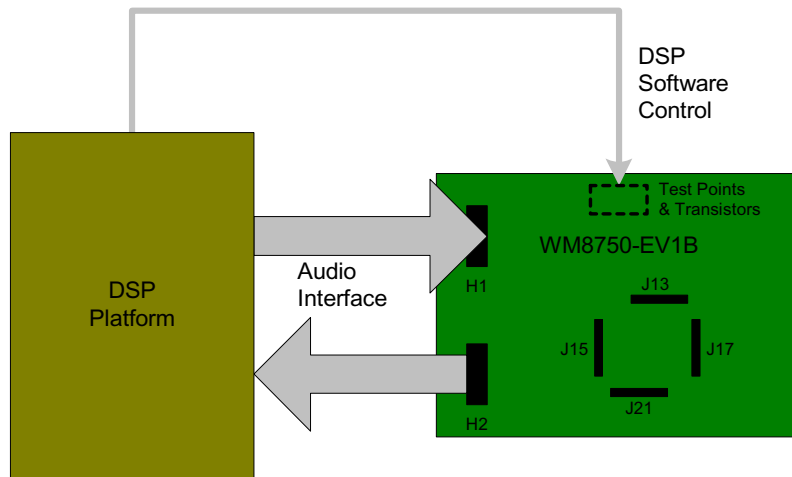 DSP
Software
Control
Test Points
& Transistors
WM8750-EV1B
H1
Audio
Interface
DSP
Platform
J13
J15
J17
J21
H2